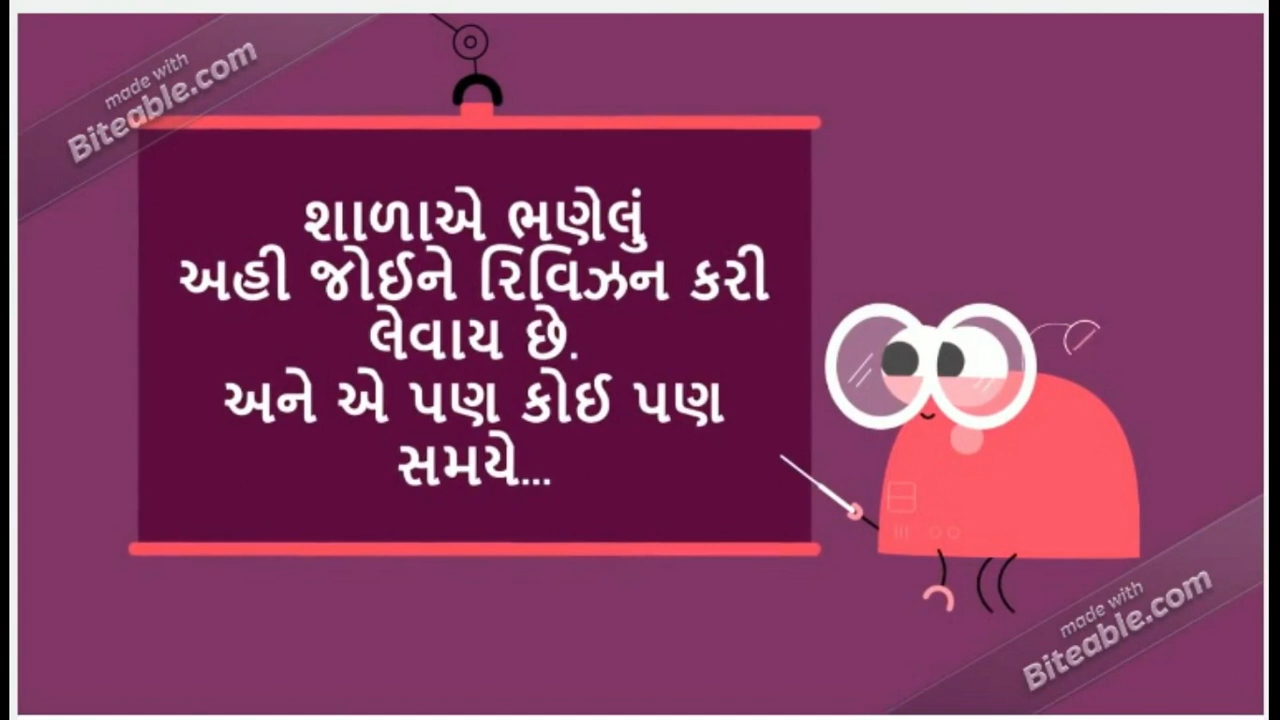 made with
Biteable.com
શાળાએ ભણેલું
અહી જોઈને રિવિઝન કરી
લેવાય છે.
અને એ પણ કોઈ પણ
સમયે...
made with
Biteable.com